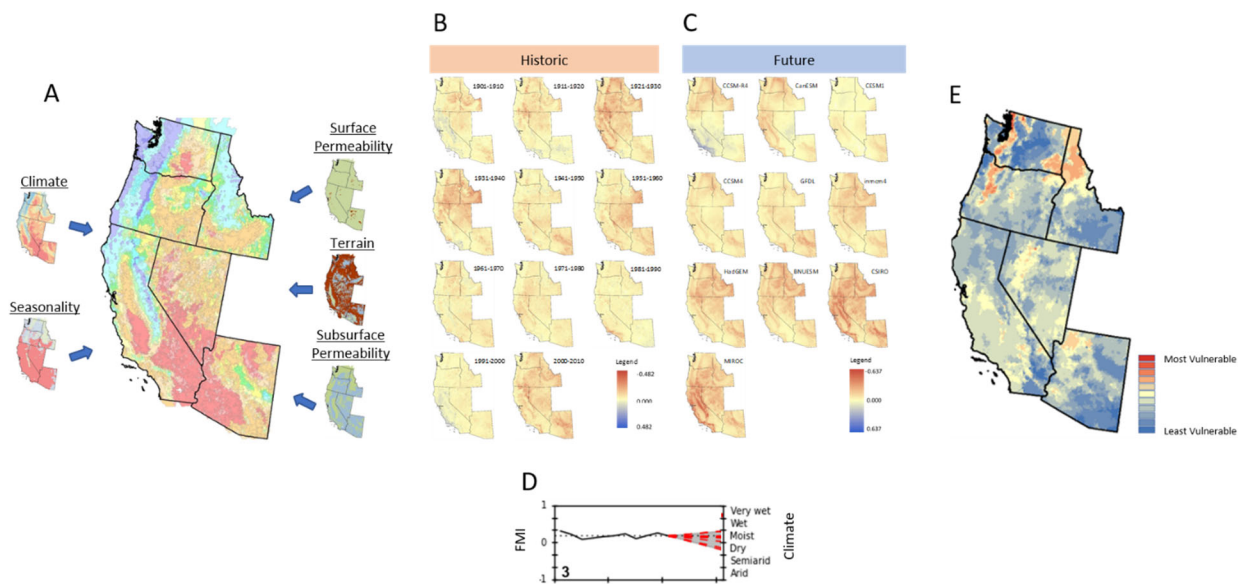 A
Climate
Seasonality
Surface
Permeability
Terrain
Subsurface
Permeability
B
Historic
1901-1910
1911-1920
1921-1930
1931-1940
1941-1950
1951-1960
1961-1970
1971-1980
1981-1990
1991-2000
2000-2010
Legend
-0.482
0.000
0.482
C
Future
CCSM-R4
CanESM
CESM1
CCSM4
GFDL
inmcm4
HadGEM
BNUESM
CSIRO
MIROC
Legend
-0.637
0.000
0.637
D
FMI
1
0
-1
3
Very wet
Wet
Moist
Dry
Semiarid
Arid
Climate
E
Most Vulnerable
Least Vulnerable